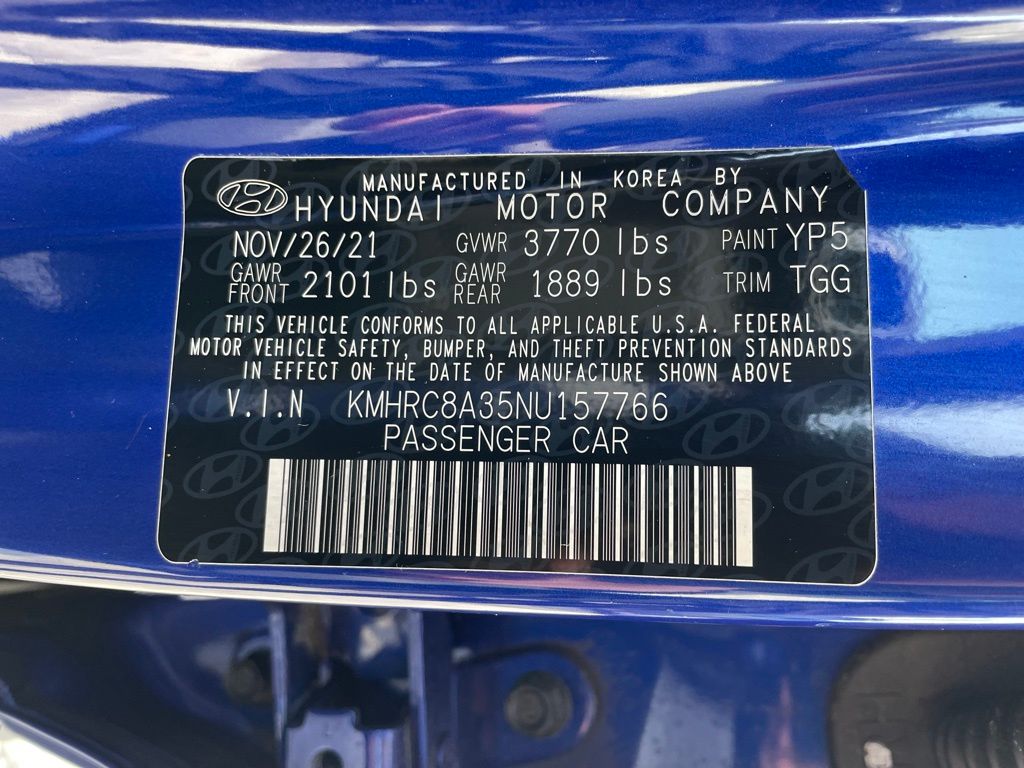 MANUFACTURED IN KOREA BY
HYUNDAI MOTOR COMPANY
NOV/26/21 GVWR 3770 lbs PAINT YP5
GAWR FRONT 2101 lbs GAWR REAR 1889 lbs TRIM TGG
THIS VEHICLE CONFORMS TO ALL APPLICABLE U.S.A. FEDERAL
MOTOR VEHICLE SAFETY, BUMPER, AND THEFT PREVENTION STANDARDS
IN EFFECT ON THE DATE OF MANUFACTURE SHOWN ABOVE
V.I.N KMHRC8A35NU157766
PASSENGER CAR